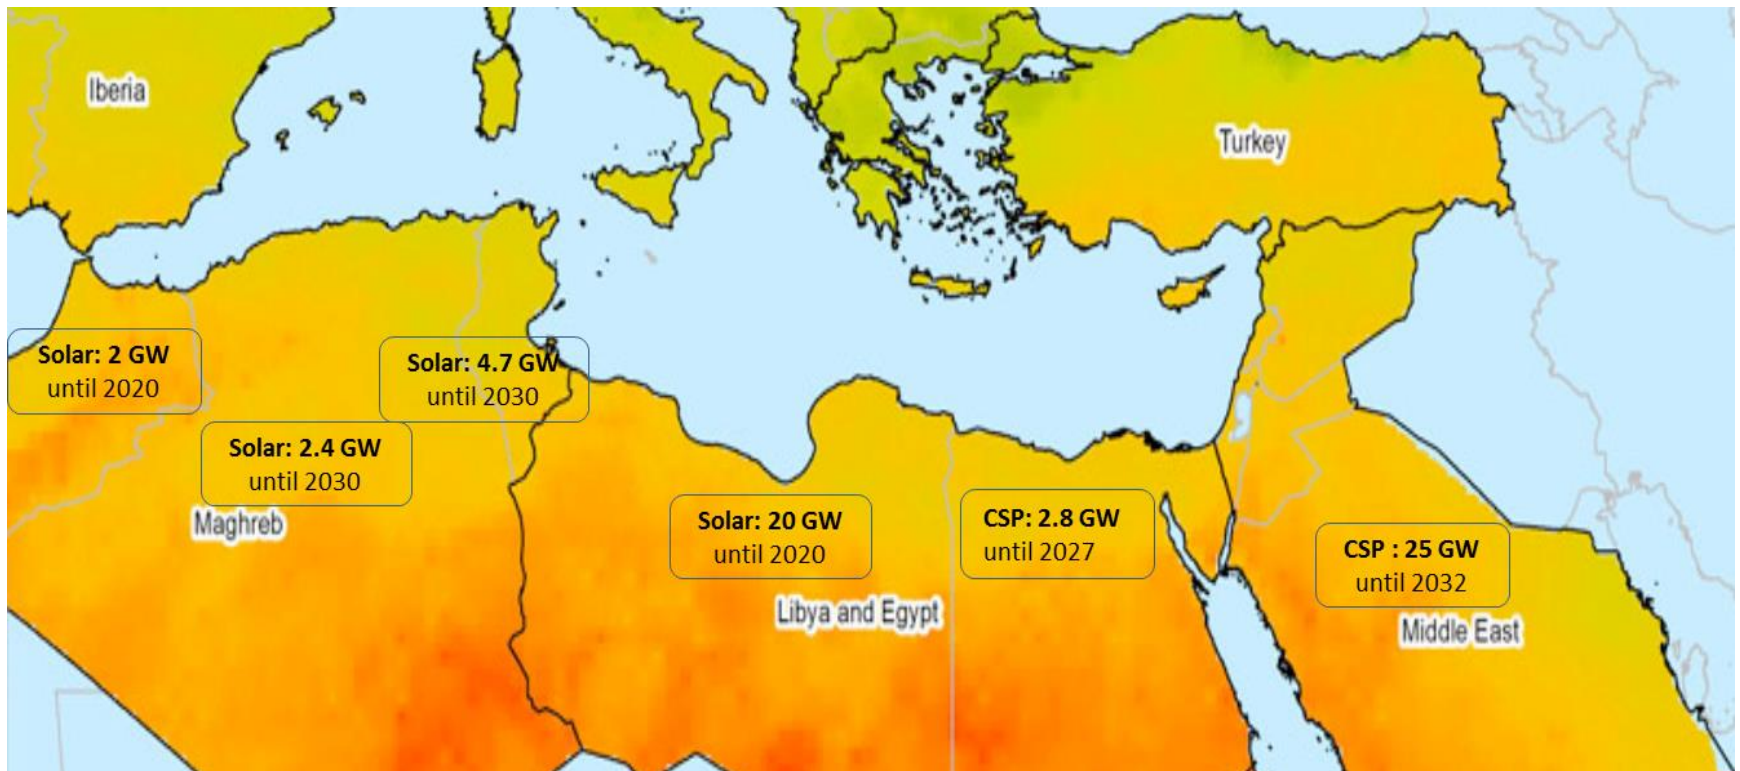 Iberia
Turkey
Solar: 2 GW
until 2020
Solar: 4.7 GW
until 2030
Solar: 2.4 GW
until 2030
Maghreb
Solar: 20 GW
until 2020
CSP: 2.8 GW
until 2027
CSP : 25 GW
until 2032
Libya and Egypt
Middle East